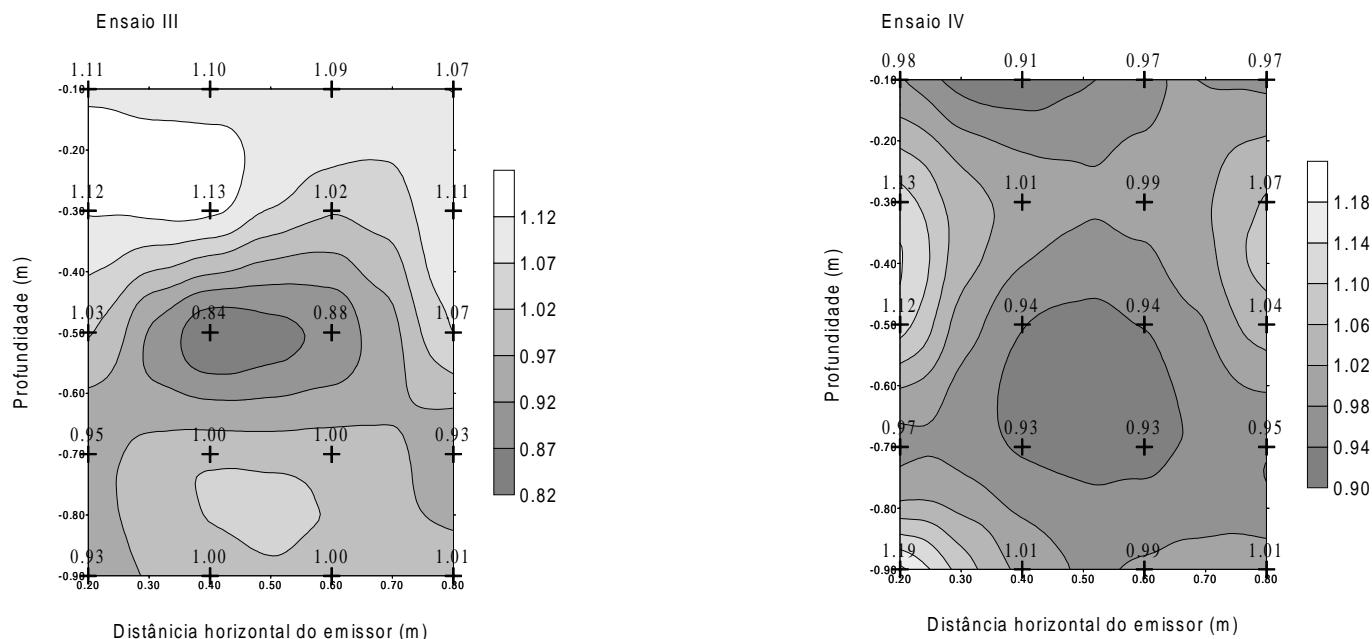 Ensaio III
1.11 1.10 1.09 1.07
-0.10
-0.20
1.12 1.13 1.02 1.11
-0.30
-0.40
1.03 0.84 0.88 1.07
-0.50
-0.60
0.95 1.00 1.00 0.93
-0.70
-0.80
0.93 1.00 1.00 1.01
-0.90
0.20 0.30 0.40 0.50 0.60 0.70 0.80
Profundidade (m)
Distânicia horizontal do emissor (m)
1.12
1.07
1.02
0.97
0.92
0.87
0.82
Ensaio IV
0.98 0.91 0.97 0.97
-0.10
-0.20
1.13 1.01 0.99 1.07
-0.30
-0.40
1.12 0.94 0.94 1.04
-0.50
-0.60
0.97 0.93 0.93 0.95
-0.70
-0.80
1.19 1.01 0.99 1.01
-0.90
0.20 0.30 0.40 0.50 0.60 0.70 0.80
Profundidade (m)
Distânicia horizontal do emissor (m)
1.18
1.14
1.10
1.06
1.02
0.98
0.94
0.90